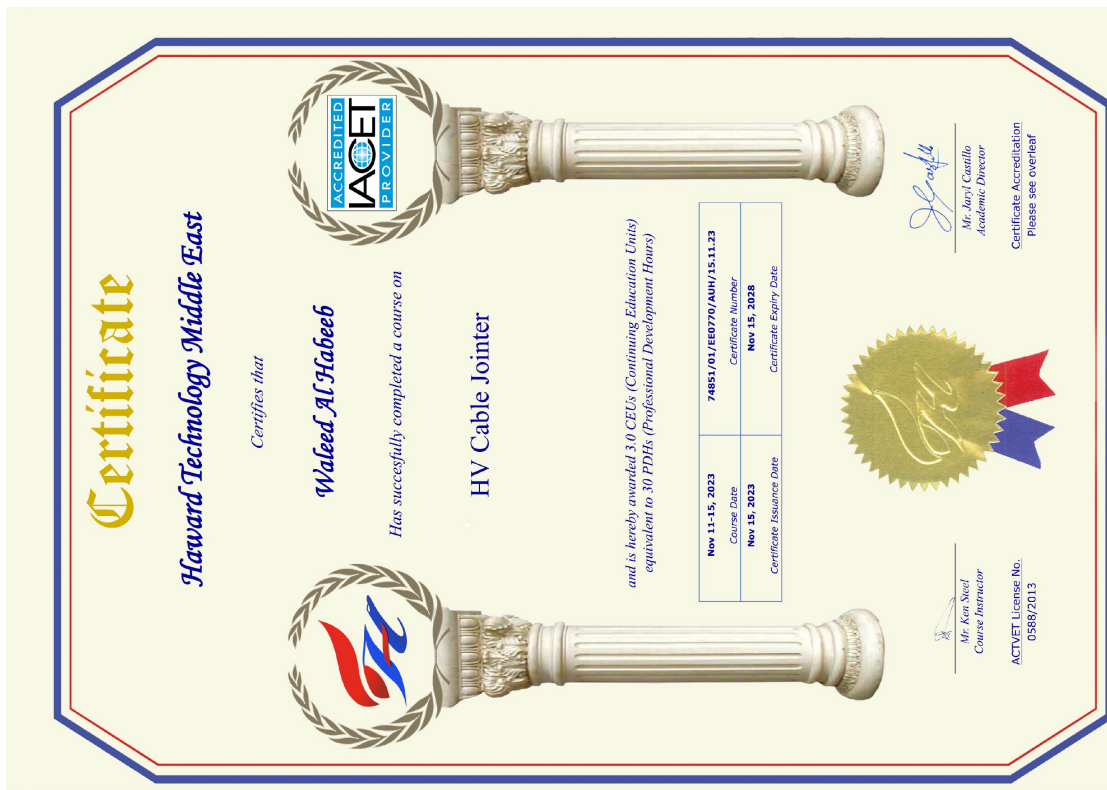 Certificate
Haward Technology Middle East
Certifies that
ACCREDITED
IACET
PROVIDER
Waleed Al Habeeb
Has succesfully completed a course on
HV Cable Jointer
and is hereby awarded 3.0 CEUs (Continuing Education Units)
equivalent to 30 PDHs (Professional Development Hours)
Nov 11-15, 2023 74851/01/EE0770/AUH/15.11.23
Course Date Certificate Number
Nov 15, 2023 Nov 15, 2028
Certificate Issuance Date Certificate Expiry Date
Mr. Ken Steel Mr. Jaryl Castillo
Course Instructor Academic Director
ACTVET License No. Certificate Accreditation
0588/2013 Please see overleaf